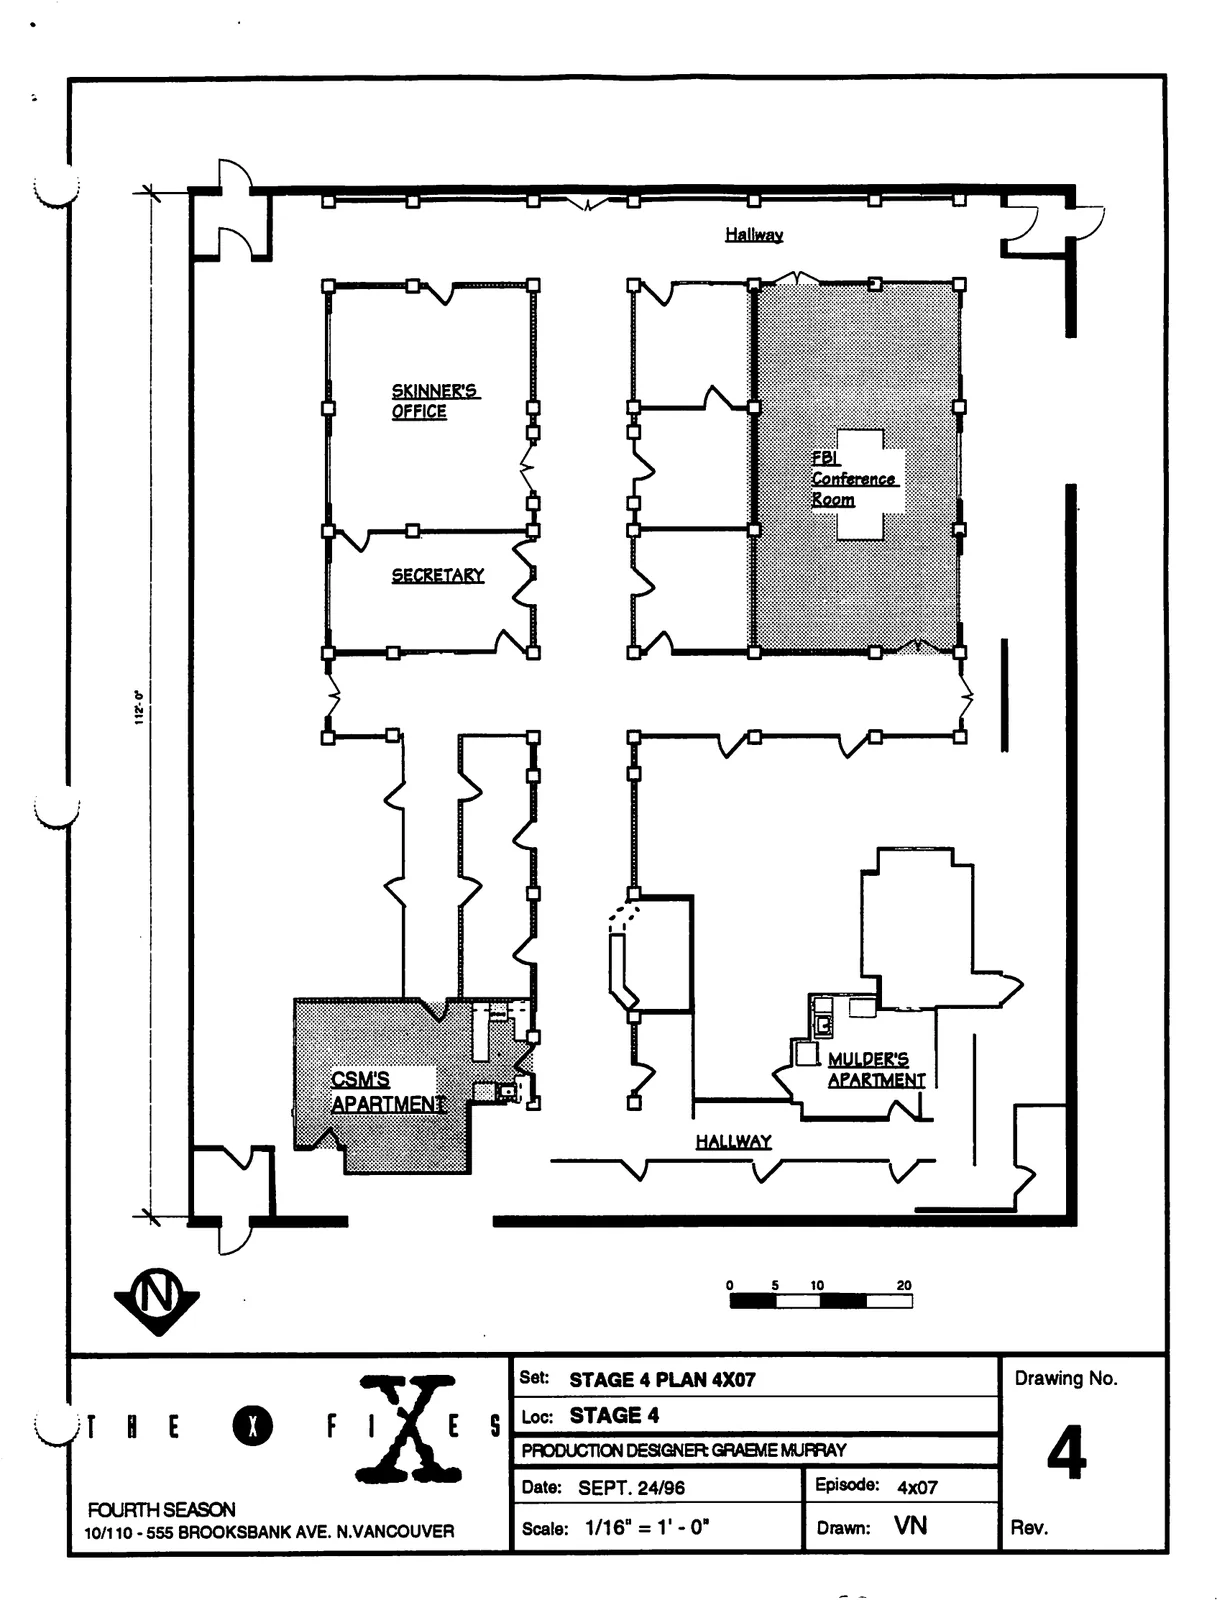 Hallway
SKINNER'S
OFFICE
FBI
Conference
Room
SECRETARY
112'-0"
CSM'S
APARTMENT
MULDER'S
APARTMENT
HALLWAY
N
0 5 10 20
THE X FILES
FOURTH SEASON
10/110 - 555 BROOKSBANK AVE. N.VANCOUVER
Set: STAGE 4 PLAN 4X07
Loc: STAGE 4
PRODUCTION DESIGNER: GRAEME MURRAY
Date: SEPT. 24/96
Episode: 4x07
Scale: 1/16" = 1' - 0"
Drawn: VN
Drawing No.
4
Rev.